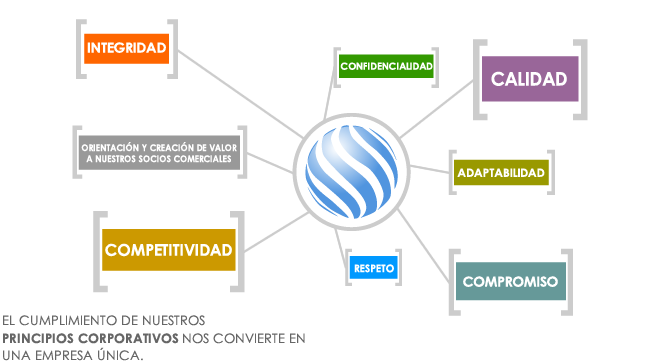 INTEGRIDAD
CONFIDENCIALIDAD
CALIDAD
ORIENTACIÓN Y CREACIÓN DE VALOR
A NUESTROS SOCIOS COMERCIALES
ADAPTABILIDAD
COMPETITIVIDAD
RESPETO
COMPROMISO
EL CUMPLIMIENTO DE NUESTROS
PRINCIPIOS CORPORATIVOS NOS CONVIERTE EN
UNA EMPRESA ÚNICA.